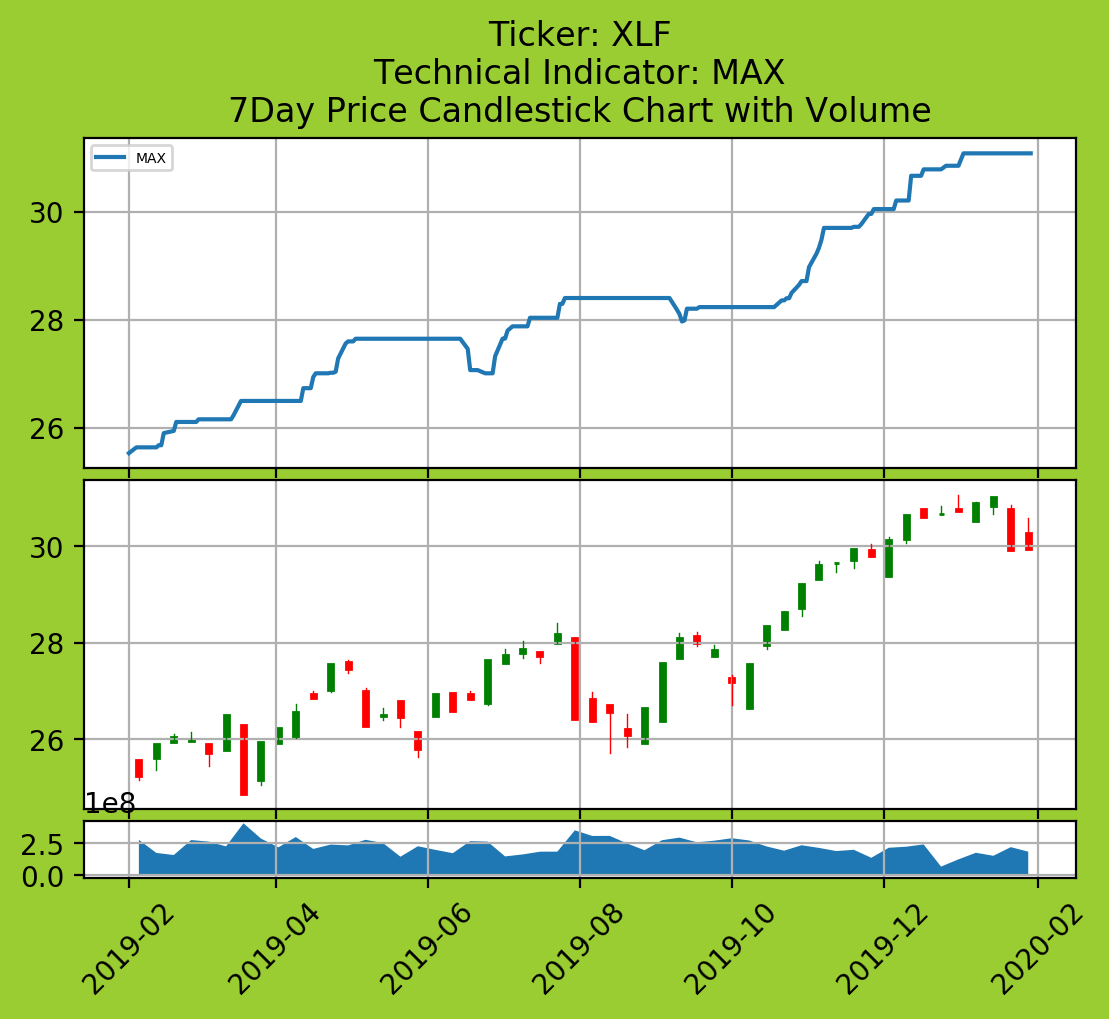 Ticker: XLF
Technical Indicator: MAX
7Day Price Candlestick Chart with Volume
MAX
30
28
26
30
28
26
1e8
2.5
0.0
2019-02 2019-04 2019-06 2019-08 2019-10 2019-12 2020-02